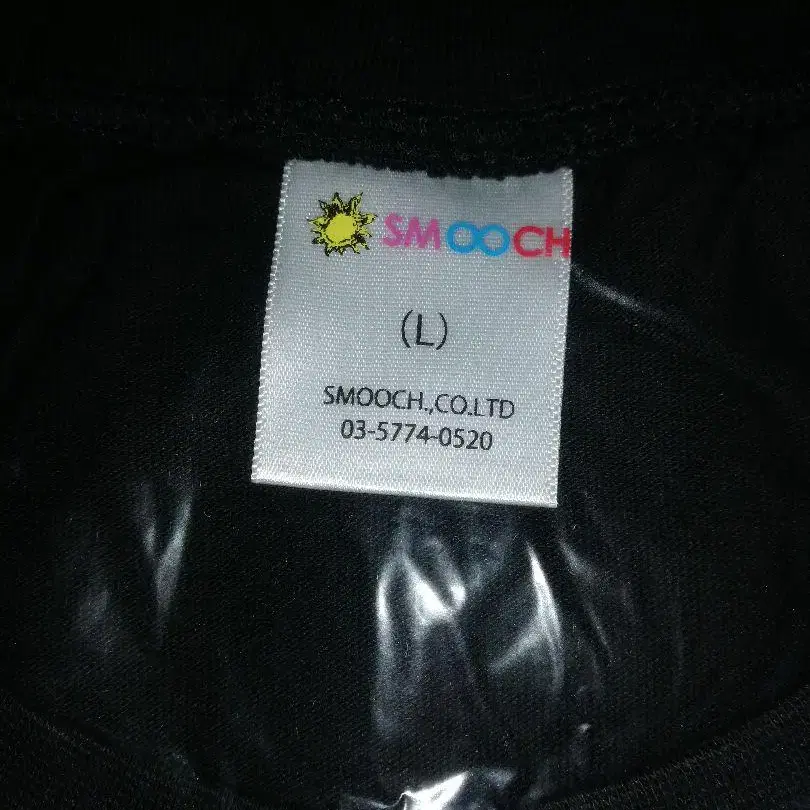 SMOOCH
(L)
SMOOCH.,CO.LTD
03-5774-0520